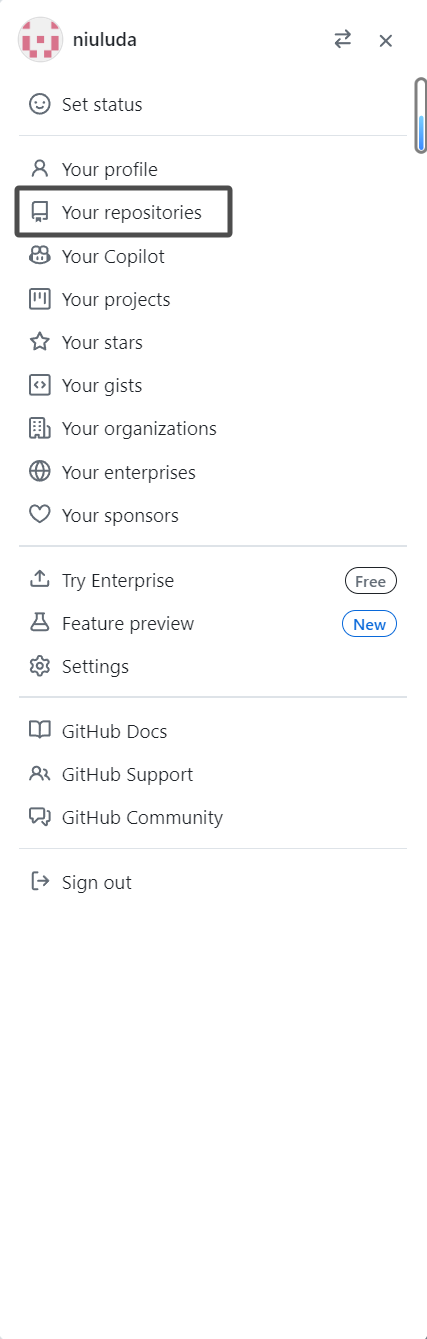 niuluda
Set status
Your profile
Your repositories
Your Copilot
Your projects
Your stars
Your gists
Your organizations
Your enterprises
Your sponsors
Try Enterprise Free
Feature preview New
Settings
GitHub Docs
GitHub Support
GitHub Community
Sign out